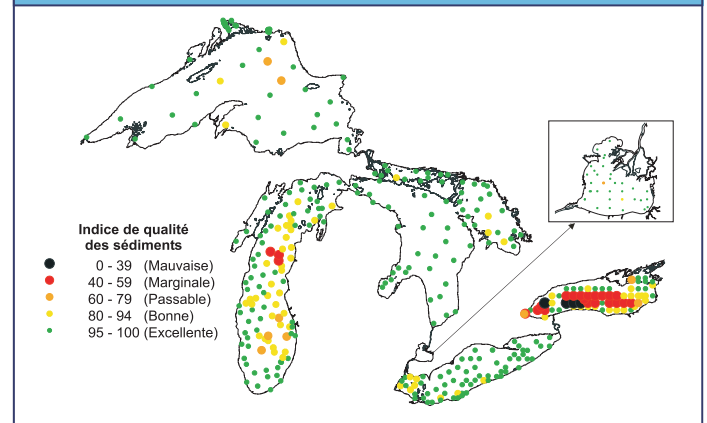 Indice de qualité
des sédiments
0 - 39 (Mauvaise)
40 - 59 (Marginale)
60 - 79 (Passable)
80 - 94 (Bonne)
95 - 100 (Excellente)